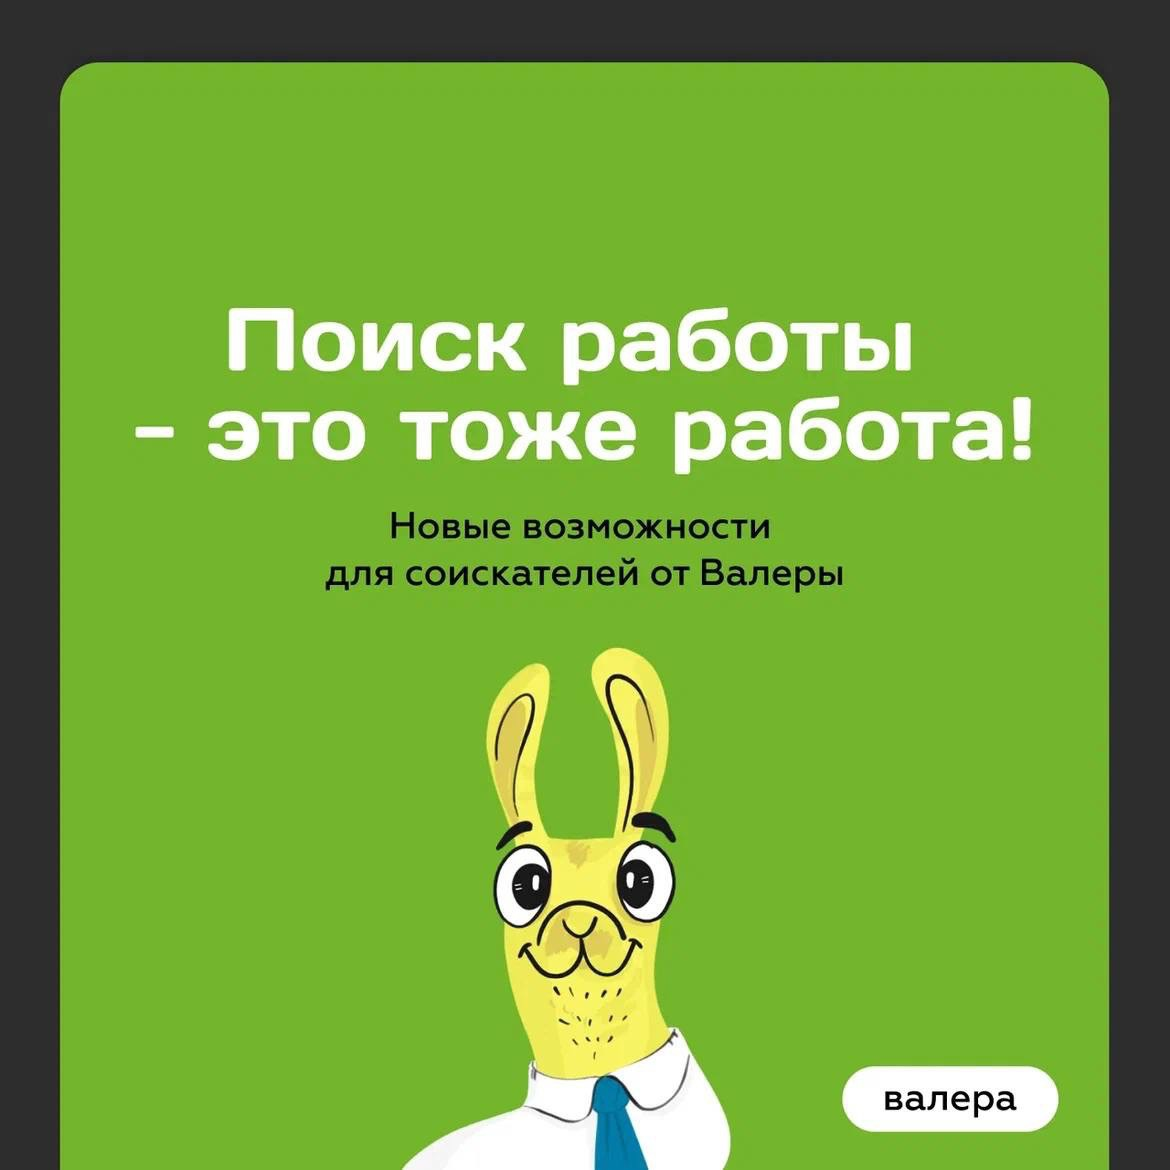 Поиск работы
- это тоже работа!
Новые возможности
для соискателей от Валеры
валера